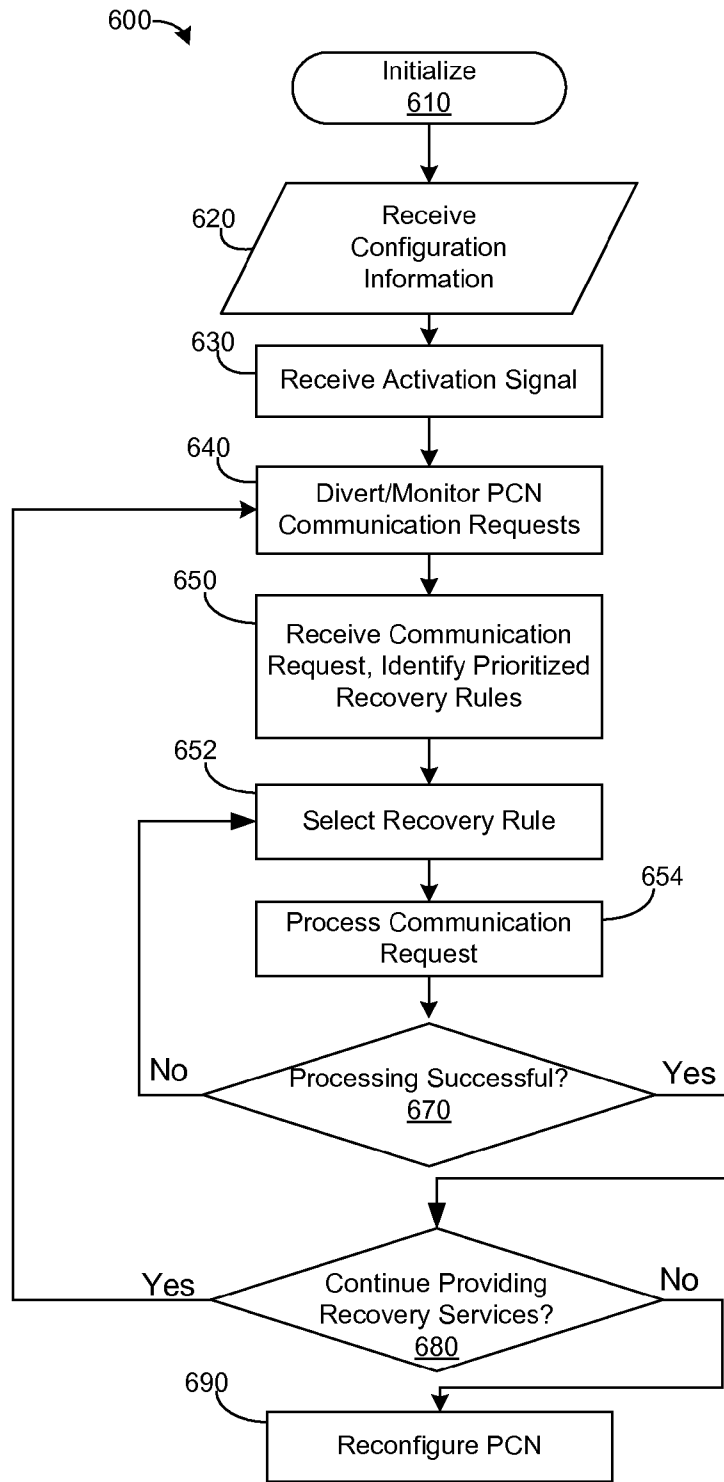 600
Initialize
610
620
Receive
Configuration
Information
630
Receive Activation Signal
640
Divert/Monitor PCN
Communication Requests
650
Receive Communication
Request, Identify Prioritized
Recovery Rules
652
Select Recovery Rule
654
Process Communication
Request
No
Processing Successful?
Yes
670
Yes
Continue Providing
No
Recovery Services?
680
690
Reconfigure PCN